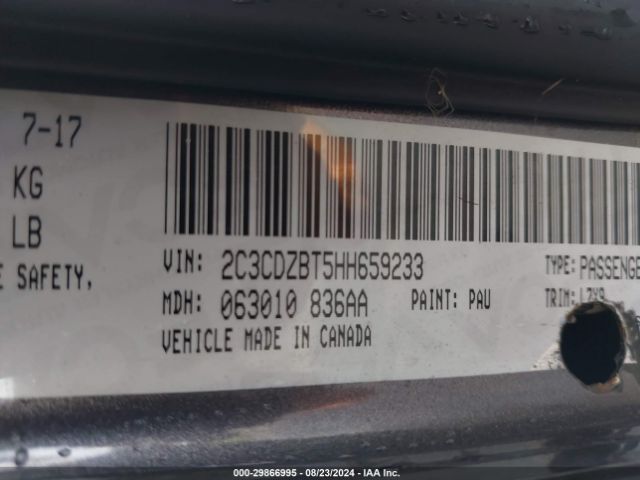 7-17
KG
LB
E SAFETY,
VIN: 2C3CDZBT5HH659233 TYPE: PASSENGE
MDH: 063010 836AA PAINT: PAU TRIM:
VEHICLE MADE IN CANADA
000-29866995 - 08/23/2024 - IAA Inc.